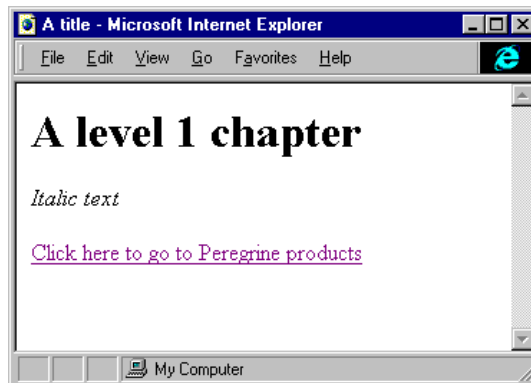 A title - Microsoft Internet Explorer
File Edit View Go Favorites Help
A level 1 chapter
Italic text
Click here to go to Peregrine products
My Computer